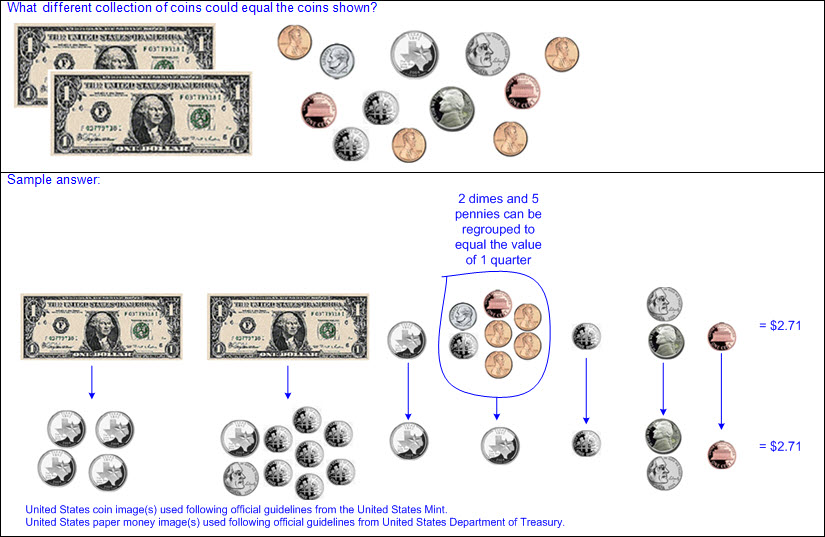 What different collection of coins could equal the coins shown?
Sample answer:
2 dimes and 5
pennies can be
regrouped to
equal the value
of 1 quarter
= $2.71
= $2.71
United States coin image(s) used following official guidelines from the United States Mint.
United States paper money image(s) used following official guidelines from United States Department of Treasury.